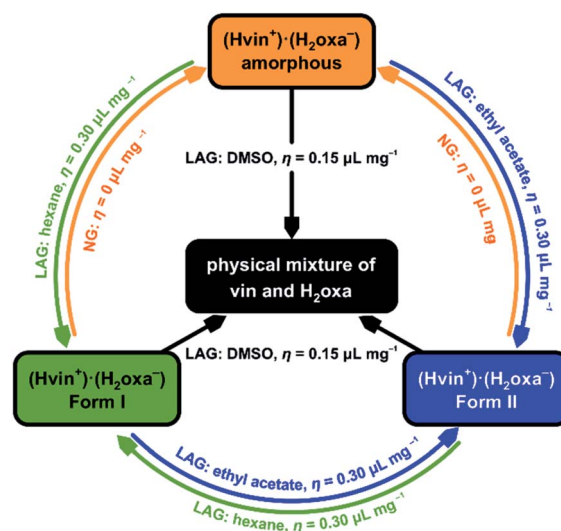 (Hvin⁺)·(H₂oxa⁻)
amorphous
LAG: hexane, η = 0.30 µL mg⁻¹
NG: η = 0 µL mg⁻¹
LAG: DMSO, η = 0.15 µL mg⁻¹
NG: η = 0 µL mg
LAG: ethyl acetate, η = 0.30 µL mg⁻¹
physical mixture of
vin and H₂oxa
(Hvin⁺)·(H₂oxa⁻)
Form I
LAG: DMSO, η = 0.15 µL mg⁻¹
(Hvin⁺)·(H₂oxa⁻)
Form II
LAG: ethyl acetate, η = 0.30 µL mg⁻¹
LAG: hexane, η = 0.30 µL mg⁻¹